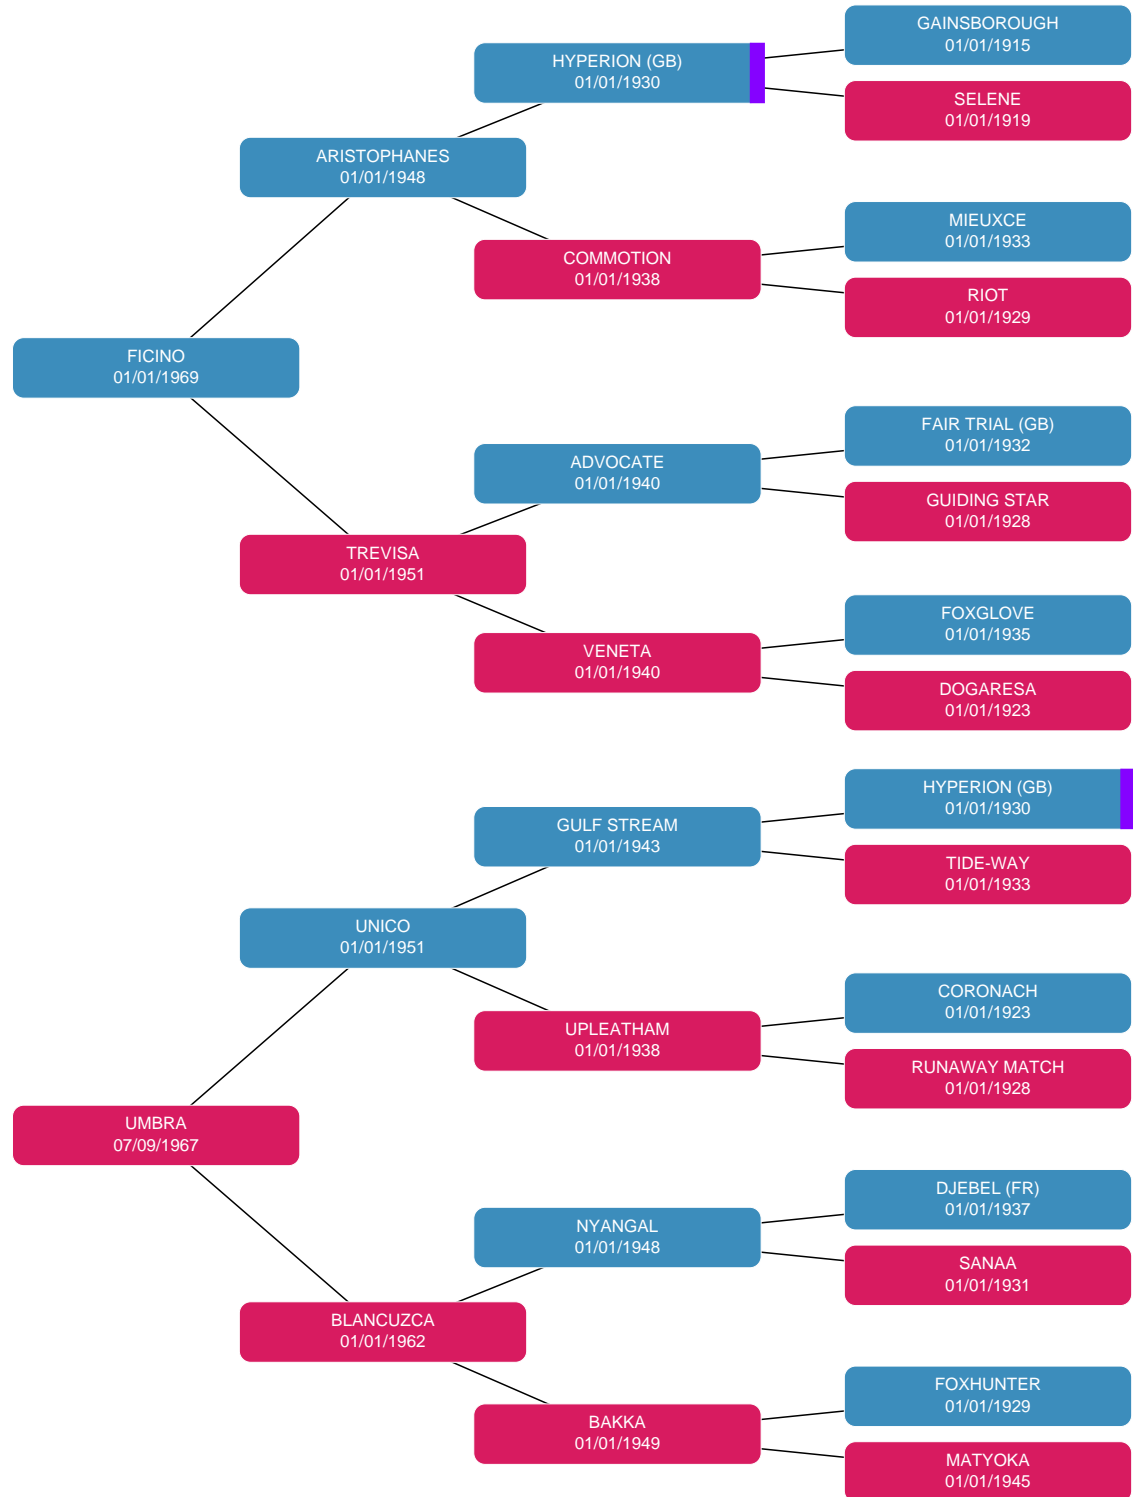 GAINSBOROUGH
01/01/1915
HYPERION (GB)
01/01/1930
SELENE
01/01/1919
ARISTOPHANES
01/01/1948
MIEUXCE
01/01/1933
COMMOTION
01/01/1938
RIOT
01/01/1929
FICINO
01/01/1969
FAIR TRIAL (GB)
01/01/1932
ADVOCATE
01/01/1940
GUIDING STAR
01/01/1928
TREVISA
01/01/1951
FOXGLOVE
01/01/1935
VENETA
01/01/1940
DOGARESA
01/01/1923
HYPERION (GB)
01/01/1930
GULF STREAM
01/01/1943
TIDE-WAY
01/01/1933
UNICO
01/01/1951
CORONACH
01/01/1923
UPLEATHAM
01/01/1938
RUNAWAY MATCH
01/01/1928
UMBRA
07/09/1967
DJEBEL (FR)
01/01/1937
NYANGAL
01/01/1948
SANAA
01/01/1931
BLANCUZCA
01/01/1962
FOXHUNTER
01/01/1929
BAKKA
01/01/1949
MATYOKA
01/01/1945